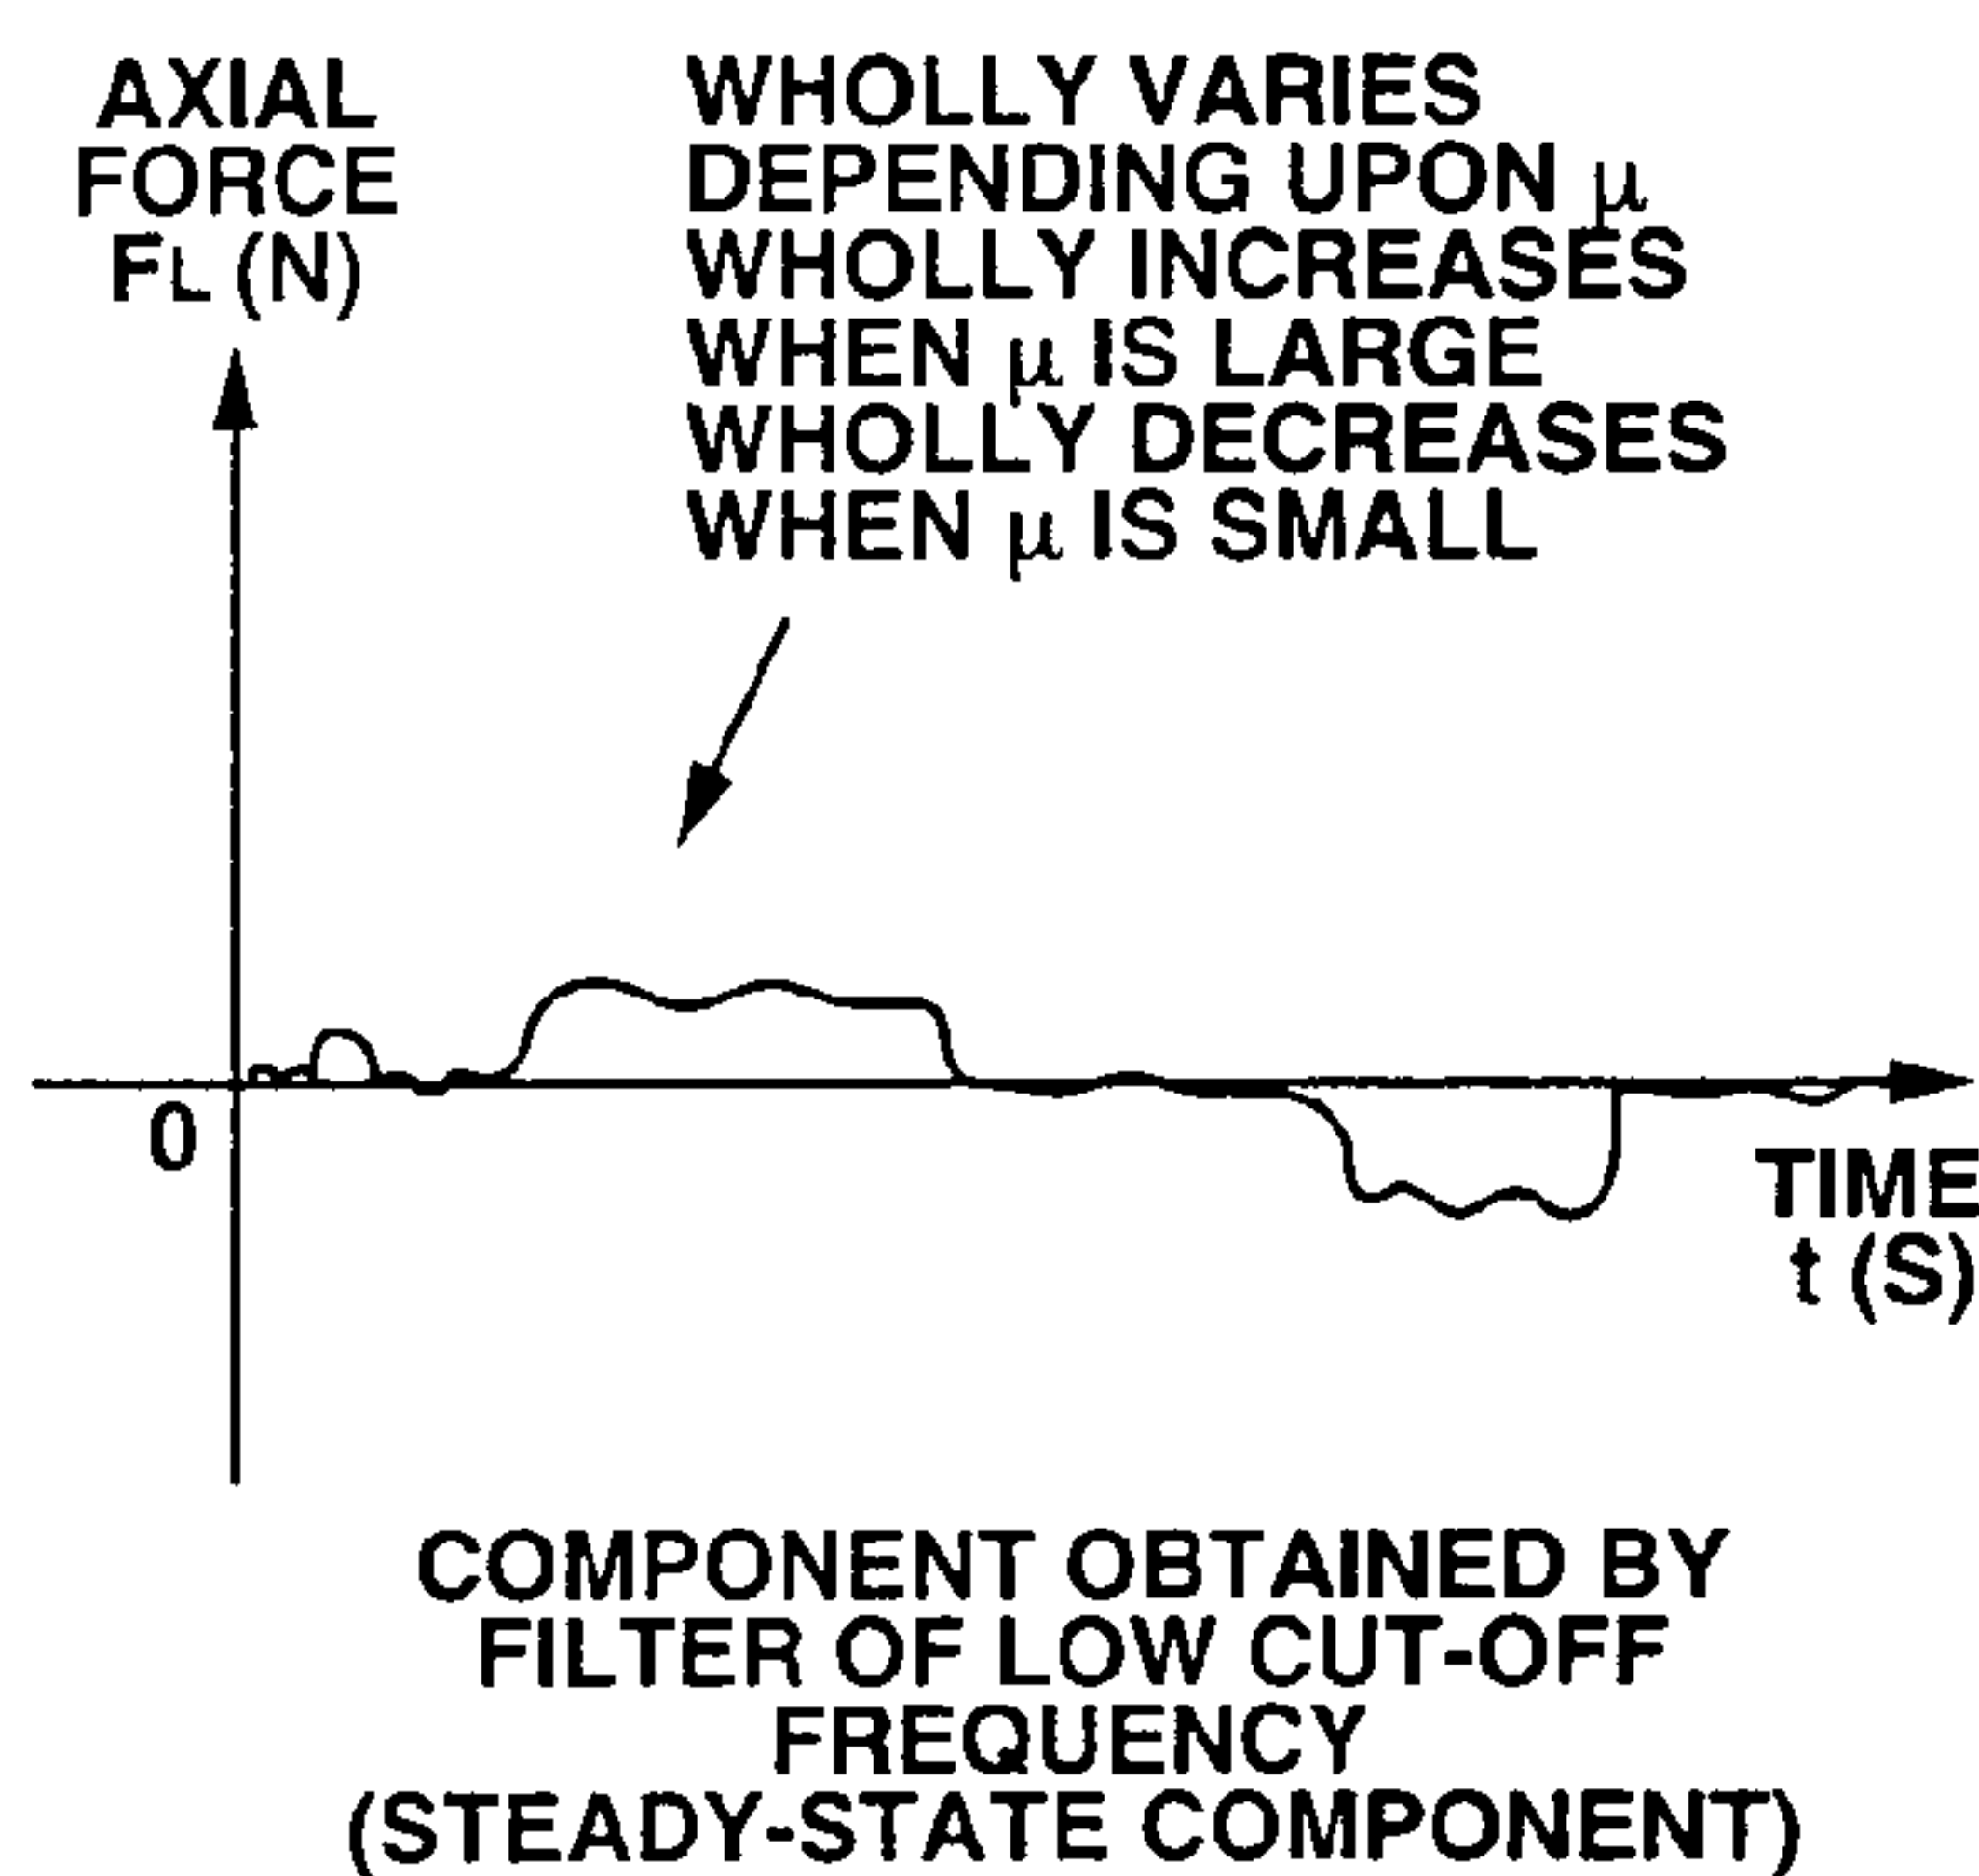 AXIAL
FORCE
FL (N)
WHOLLY VARIES
DEPENDING UPON μ
WHOLLY INCREASES
WHEN μ IS LARGE
WHOLLY DECREASES
WHEN μ IS SMALL
0
TIME
t (S)
COMPONENT OBTAINED BY
FILTER OF LOW CUT-OFF
FREQUENCY
(STEADY-STATE COMPONENT)